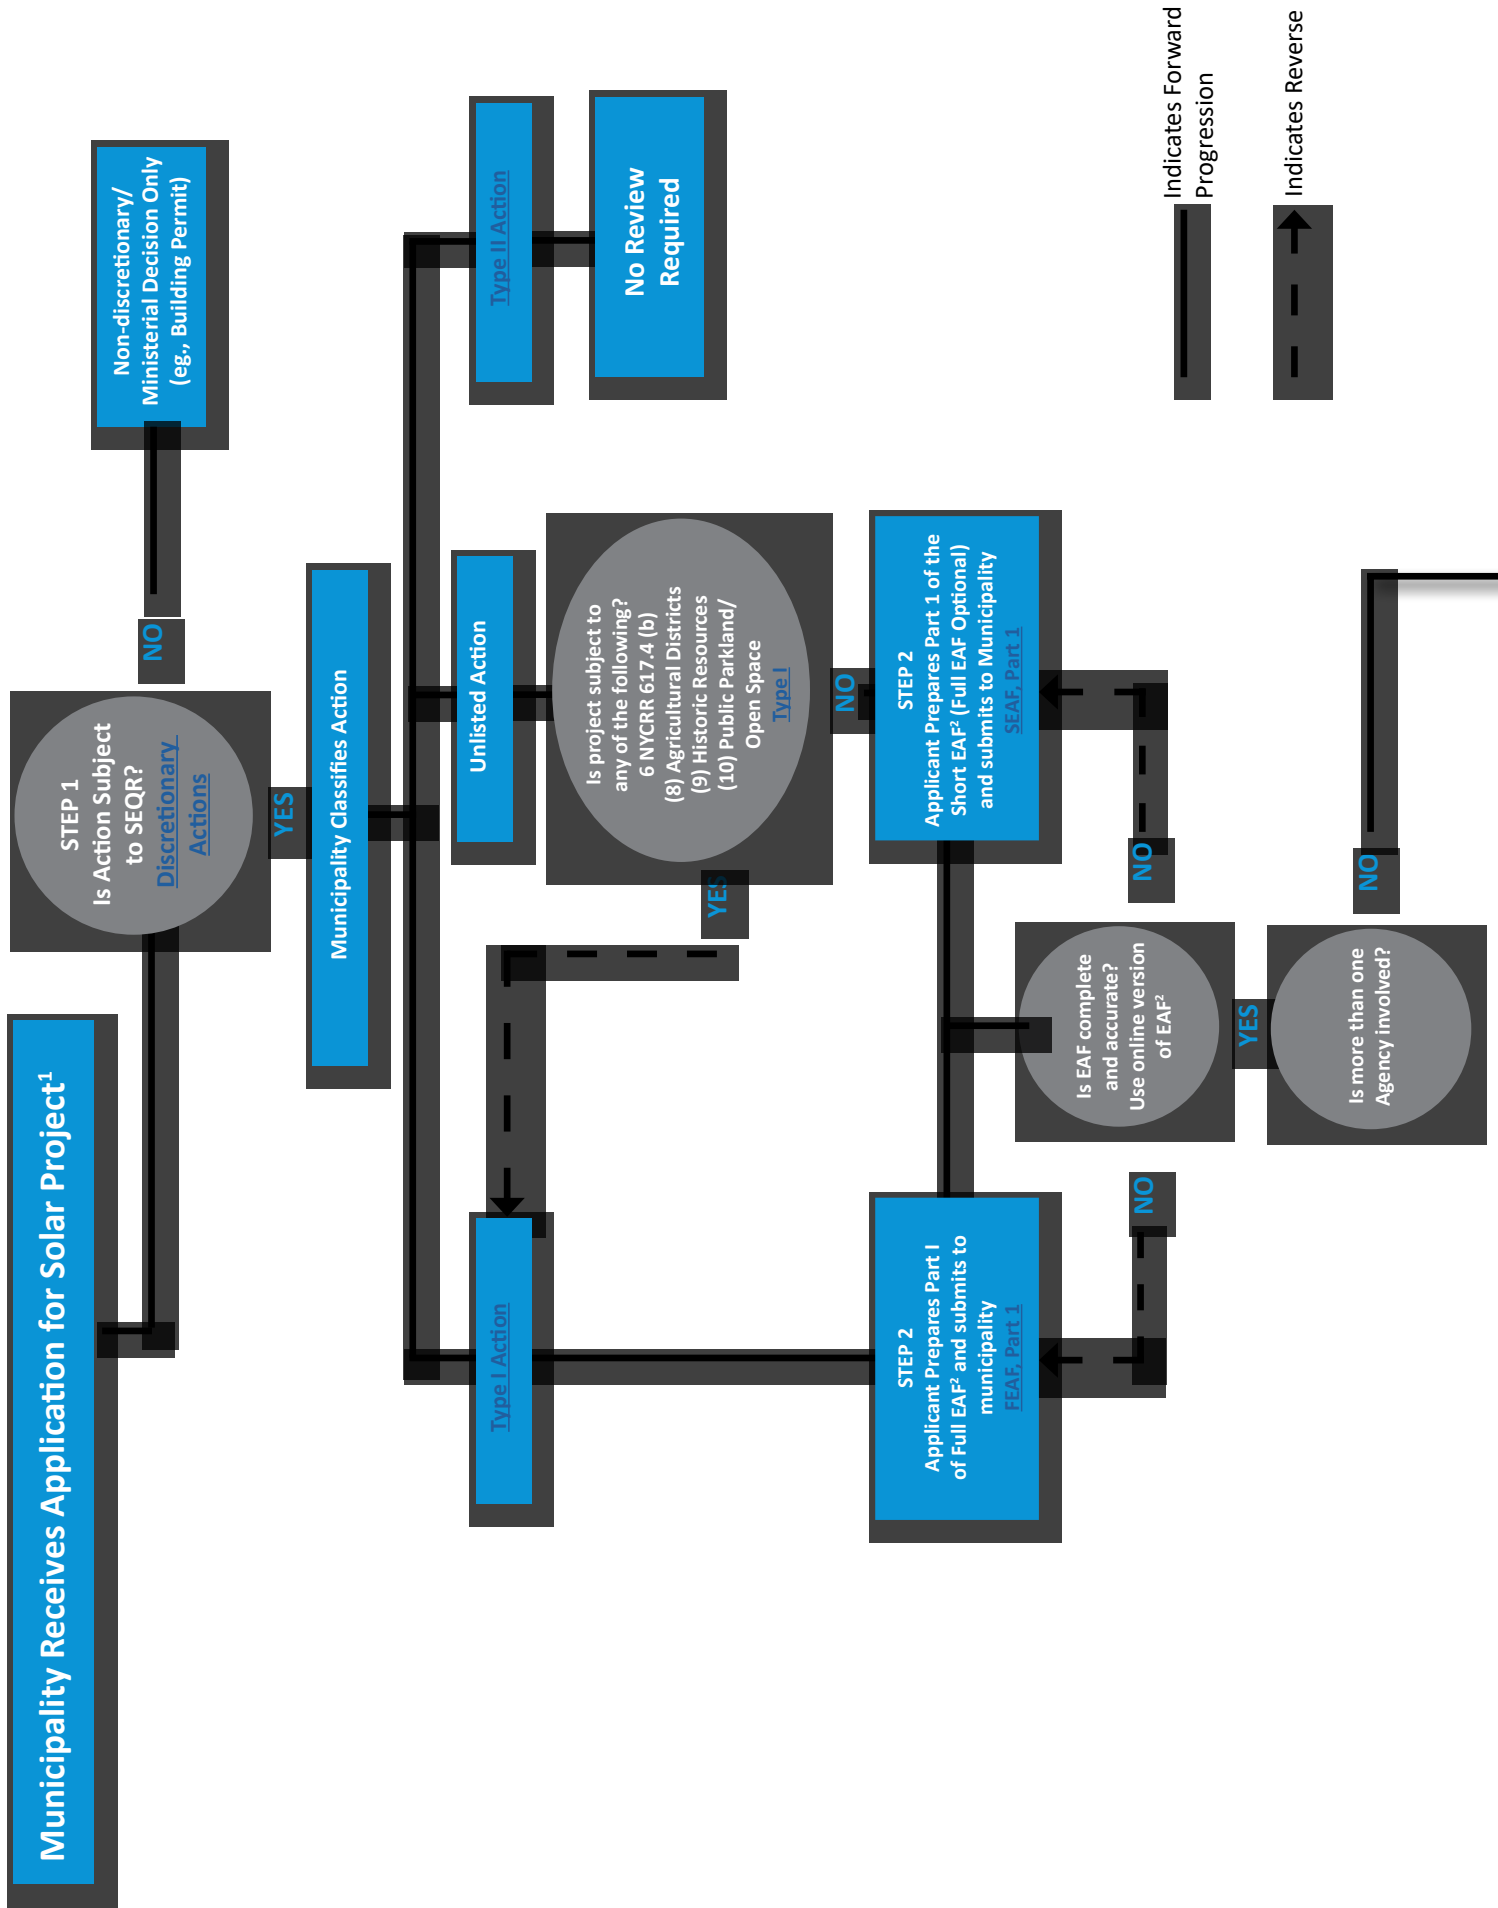 Municipality Receives Application for Solar Project¹
STEP 1
Is Action Subject
to SEQR?
Discretionary
Actions
NO
Non-discretionary/
Ministerial Decision Only
(eg., Building Permit)
YES
Municipality Classifies Action
Type I Action
Unlisted Action
Type II Action
No Review
Required
Is project subject to
any of the following?
6 NYCRR 617.4 (b)
(8) Agricultural Districts
(9) Historic Resources
(10) Public Parkland/
Open Space
Type I
YES
NO
STEP 2
Applicant Prepares Part I
of Full EAF² and submits to
municipality
FEAF, Part 1
STEP 2
Applicant Prepares Part 1 of the
Short EAF² (Full EAF Optional)
and submits to Municipality
SEAF, Part 1
Is EAF complete
and accurate?
Use online version
of EAF²
NO
NO
YES
Is more than one
Agency involved?
NO
Indicates Forward
Progression
Indicates Reverse